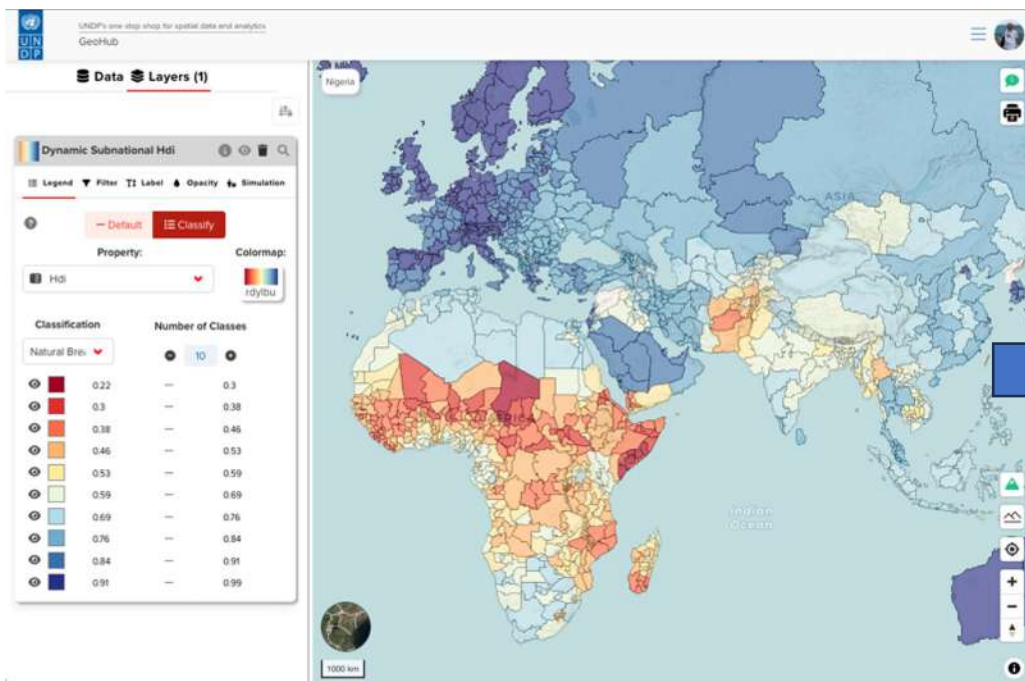 UNDP's one stop shop for spatial data and analytics
GeoHub
U N
D P
Data Layers (1)
Dynamic Subnational Hdi
Legend Filter Label Opacity Simulation
Default Classify
Property: Colormap:
Hdi
rdylbu
Classification Number of Classes
Natural Bre
10
0.22 — 0.3
0.3 — 0.38
0.38 — 0.46
0.46 — 0.53
0.53 — 0.59
0.59 — 0.69
0.69 — 0.76
0.76 — 0.84
0.84 — 0.91
0.91 — 0.99
Nigeria
ASIA
AFRICA
Indian
Ocean
1000 km